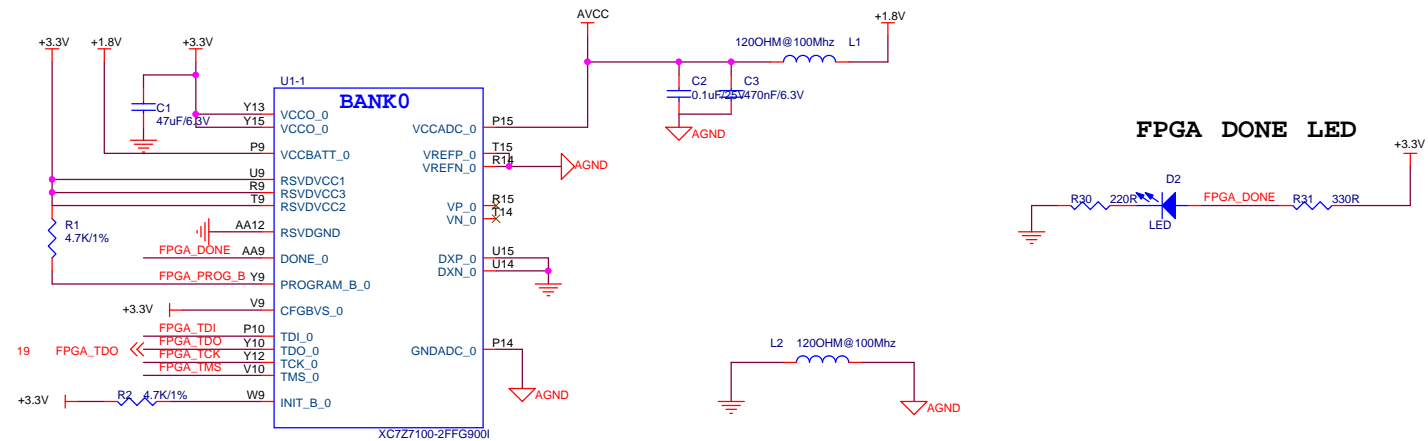 AVCC
+1.8V
+3.3V
+1.8V
+3.3V
120OHM@100Mhz
L1
U1-1
BANK0
C1
47uF/6.3V
C2
0.1uF/25V
C3
470nF/6.3V
AGND
FPGA DONE LED
+3.3V
Y13
VCCO_0
Y15
VCCO_0
VCCADC_0
P15
P9
VCCBATT_0
VREFP_0
T15
VREFN_0
R14
AGND
U9
RSVDVCC1
R9
RSVDVCC3
T9
RSVDVCC2
VP_0
R15
VN_0
T14
D2
R30
220R
LED
FPGA_DONE
R31
330R
R1
4.7K/1%
AA12
RSVDGND
FPGA_DONE
AA9
DONE_0
DXP_0
U15
DXN_0
U14
FPGA_PROG_B
Y9
PROGRAM_B_0
+3.3V
V9
CFGBVS_0
FPGA_TDI
P10
TDI_0
19
FPGA_TDO
FPGA_TDO
Y10
TDO_0
FPGA_TCK
Y12
TCK_0
FPGA_TMS
V10
TMS_0
GNDADC_0
P14
L2
120OHM@100Mhz
+3.3V
R2
4.7K/1%
W9
INIT_B_0
AGND
AGND
XC7Z7100-2FFG900I